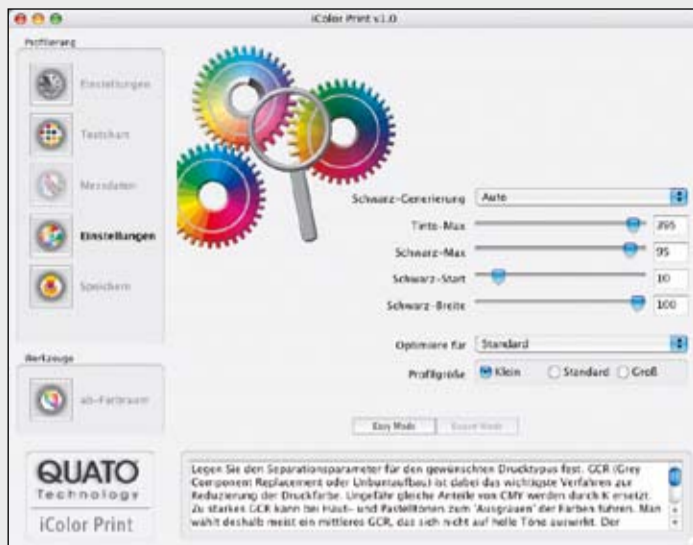 iColor Print v1.0
Profilierung
Einstellungen
Testchart
Messdaten
Einstellungen
Speichern
Werkzeuge
ab-Farbraum
Schwarz-Generierung Auto
Tinte-Max 395
Schwarz-Max 95
Schwarz-Start 10
Schwarz-Breite 100
Optimiere für Standard
Profilgröße Klein Standard Groß
Easy Mode Expert Mode
QUATO
Technology
iColor Print
Legen Sie den Separationsparameter für den gewünschten Drucktypus fest. GCR (Grey
Component Replacement oder Unbuntaufbau) ist dabei das wichtigste Verfahren zur
Reduzierung der Druckfarbe. Ungefähr gleiche Anteile von CMY werden durch K ersetzt.
Zu starkes GCR kann bei Haut- und Pastelltönen zum 'Ausgrauen' der Farben führen. Man
wählt deshalb meist ein mittleres GCR, das sich nicht auf helle Töne auswirkt. Der